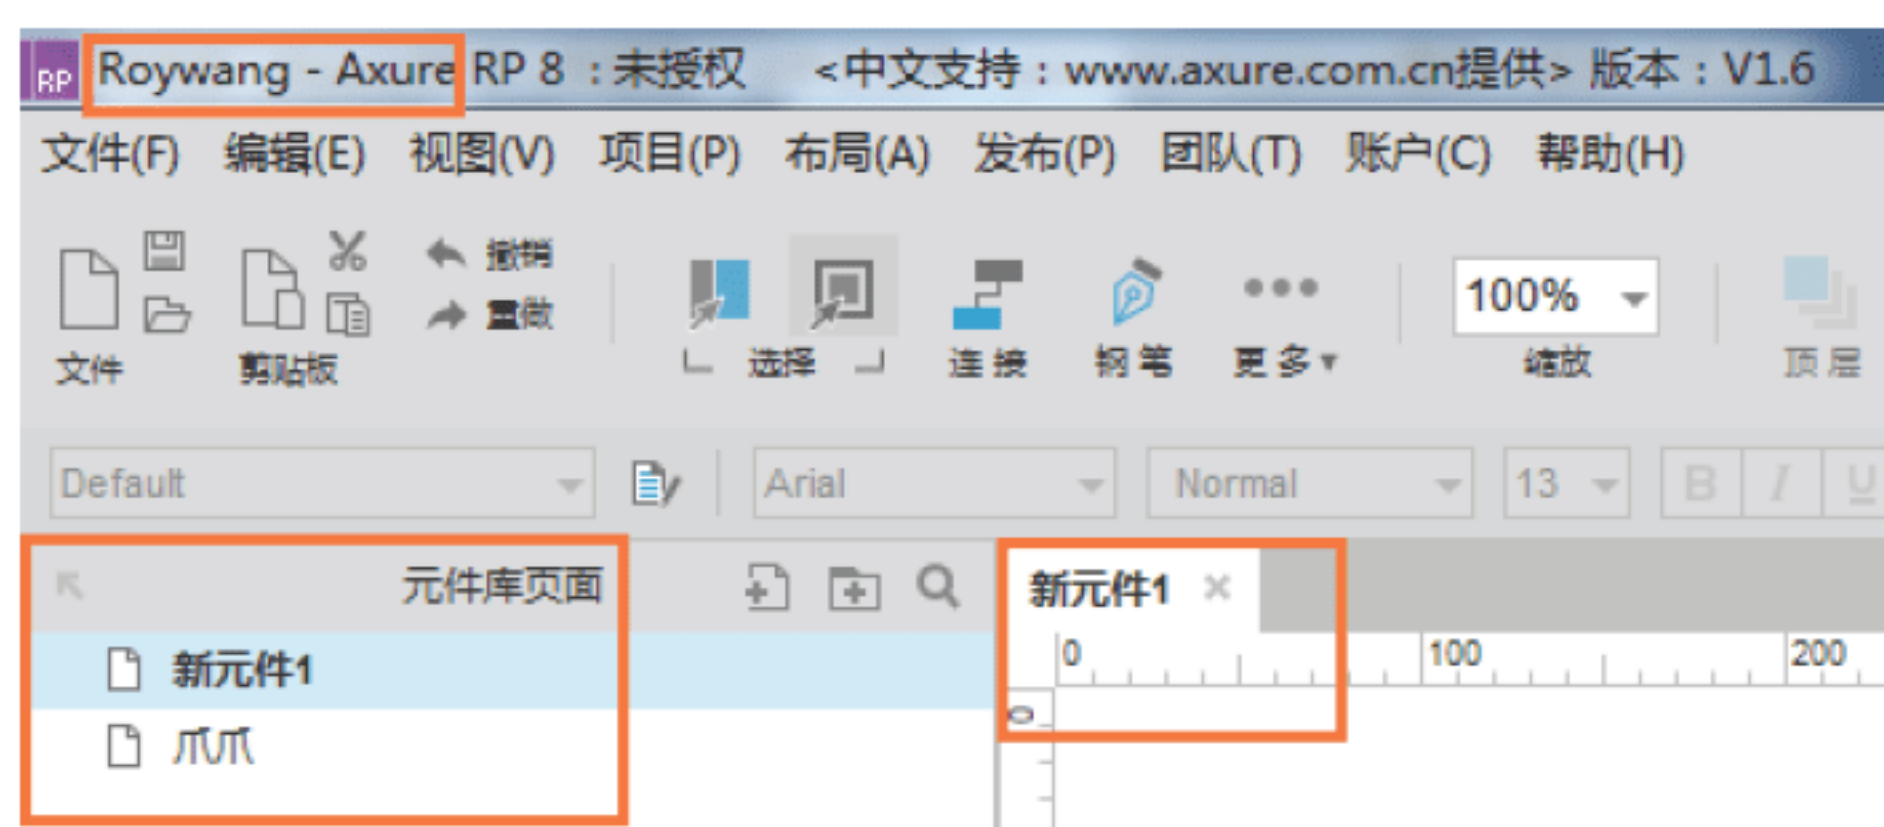 RP Roywang - Axure RP 8 : 未授权 <中文支持 : www.axure.com.cn提供> 版本 : V1.6
文件(F) 编辑(E) 视图(V) 项目(P) 布局(A) 发布(P) 团队(T) 账户(C) 帮助(H)
撤销
重做
100%
文件 剪贴板 选择 连接 钢笔 更多 缩放 顶层
Default Arial Normal 13 B I U
元件库页面 新元件1
0 100 200
新元件1
0
爪爪